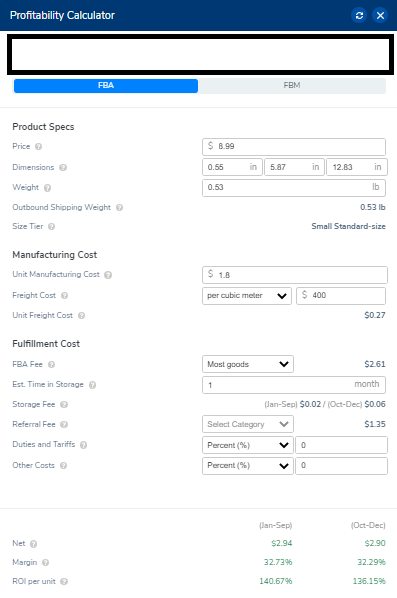 Profitability Calculator
FBA FBM
Product Specs
Price $ 8.99
Dimensions 0.55 in 5.87 in 12.83 in
Weight 0.53 lb
Outbound Shipping Weight 0.53 lb
Size Tier Small Standard-size
Manufacturing Cost
Unit Manufacturing Cost $ 1.8
Freight Cost per cubic meter $ 400
Unit Freight Cost $0.27
Fulfillment Cost
FBA Fee Most goods $2.61
Est. Time in Storage 1 month
Storage Fee (Jan-Sep) $0.02 / (Oct-Dec) $0.06
Referral Fee Select Category $1.35
Duties and Tariffs Percent (%) 0
Other Costs Percent (%) 0
(Jan-Sep) (Oct-Dec)
Net $2.94 $2.90
Margin 32.73% 32.29%
ROI per unit 140.67% 136.15%